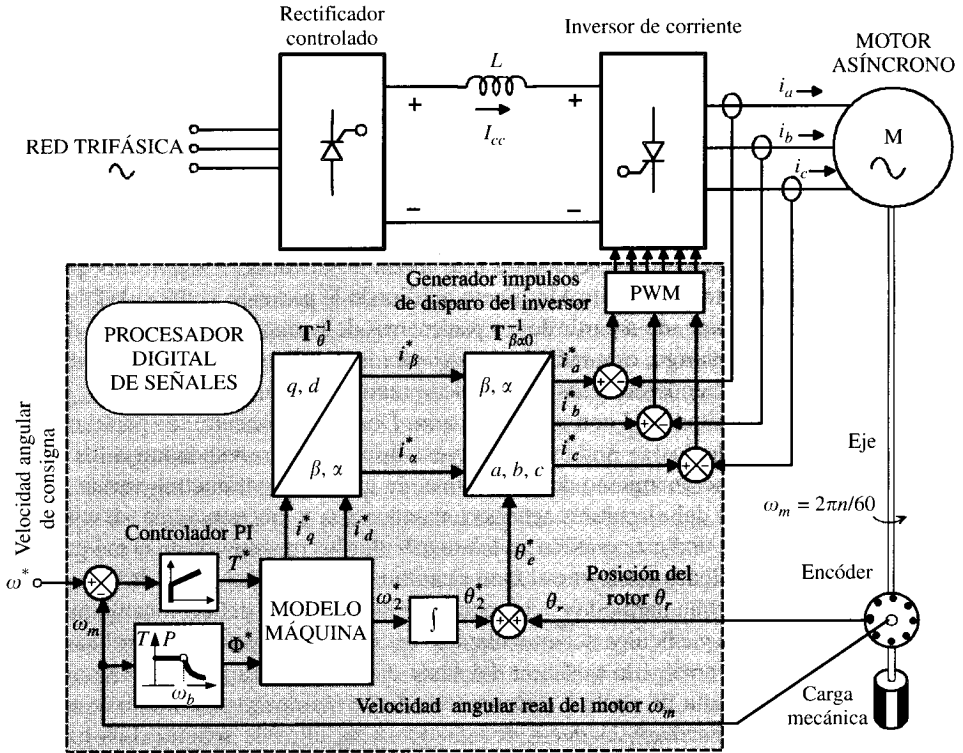 Rectificador
controlado
Inversor de corriente
MOTOR
ASÍNCRONO
L
I_cc
+
+
−
−
i_a
i_b
i_c
M
RED TRIFÁSICA
Generador impulsos
de disparo del inversor
PWM
PROCESADOR
DIGITAL
DE SEÑALES
T_θ^-1
T_βα0^-1
q, d
β, α
i*_β
i*_α
β, α
a, b, c
i*_a
i*_b
i*_c
Eje
ω_m = 2πn/60
Velocidad angular
de consigna
Controlador PI
i*_q
i*_d
θ*_e
Posición del
rotor θ_r
Encóder
ω*
T*
MODELO
MÁQUINA
ω*_2
∫
θ*_2
θ_r
ω_m
T
P
ω_b
Φ*
Velocidad angular real del motor ω_m
Carga
mecánica